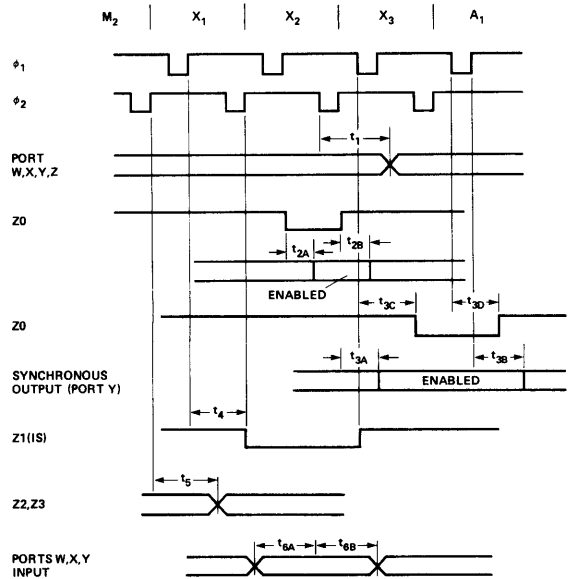 M2 X1 X2 X3 A1
ϕ1
ϕ2
t1
PORT
W,X,Y,Z
Z0
t2A t2B
ENABLED
t3C t3D
Z0
t3A t3B
SYNCHRONOUS
OUTPUT (PORT Y)
ENABLED
t4
Z1(IS)
t5
Z2,Z3
t6A t6B
PORTS W,X,Y
INPUT